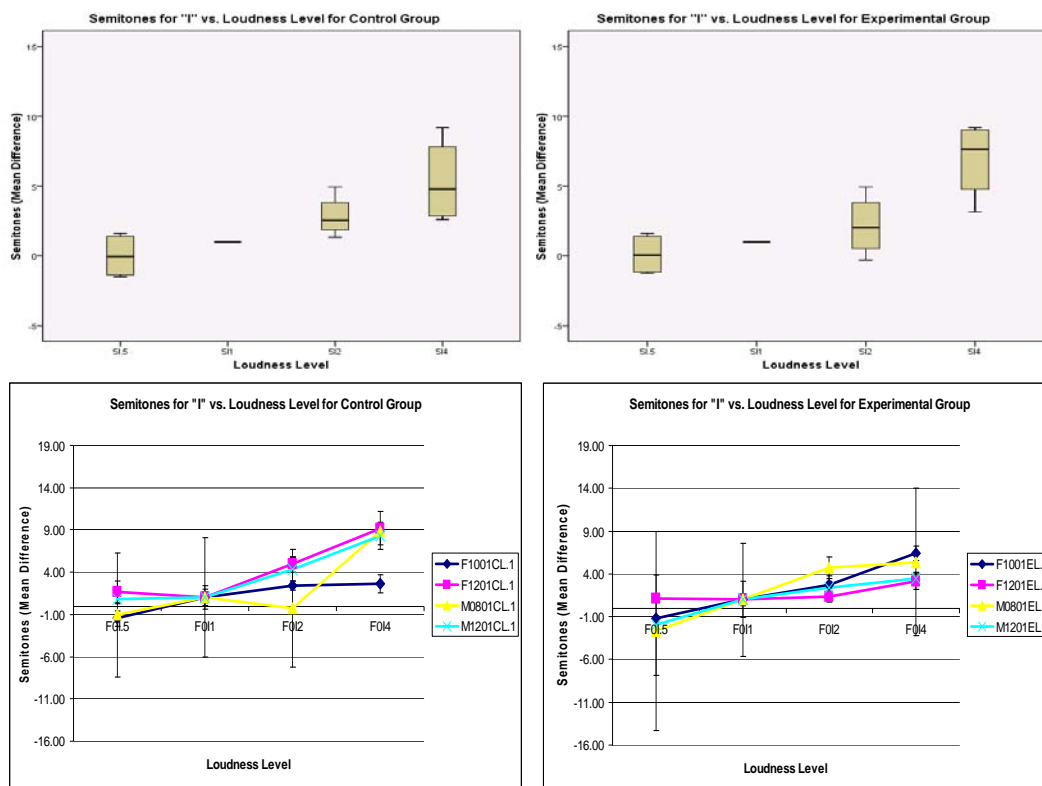 Semitones for "I" vs. Loudness Level for Control Group
15
10
5
0
-5
Semitones (Mean Difference)
SI.5 SI1 SI2 SI4
Loudness Level
Semitones for "I" vs. Loudness Level for Experimental Group
15
10
5
0
-5
Semitones (Mean Difference)
SI.5 SI1 SI2 SI4
Loudness Level
Semitones for "I" vs. Loudness Level for Control Group
19.00
14.00
9.00
4.00
-1.00
-6.00
-11.00
-16.00
Semitones (Mean Difference)
F0I.5 F0I1 F0I2 F0I4
Loudness Level
F1001CL.1
F1201CL.1
M0801CL.1
M1201CL.1
Semitones for "I" vs. Loudness Level for Experimental Group
19.00
14.00
9.00
4.00
-1.00
-6.00
-11.00
-16.00
Semitones (Mean Difference)
F0I.5 F0I1 F0I2 F0I4
Loudness Level
F1001EL.
F1201EL.
M0801EL
M1201EL